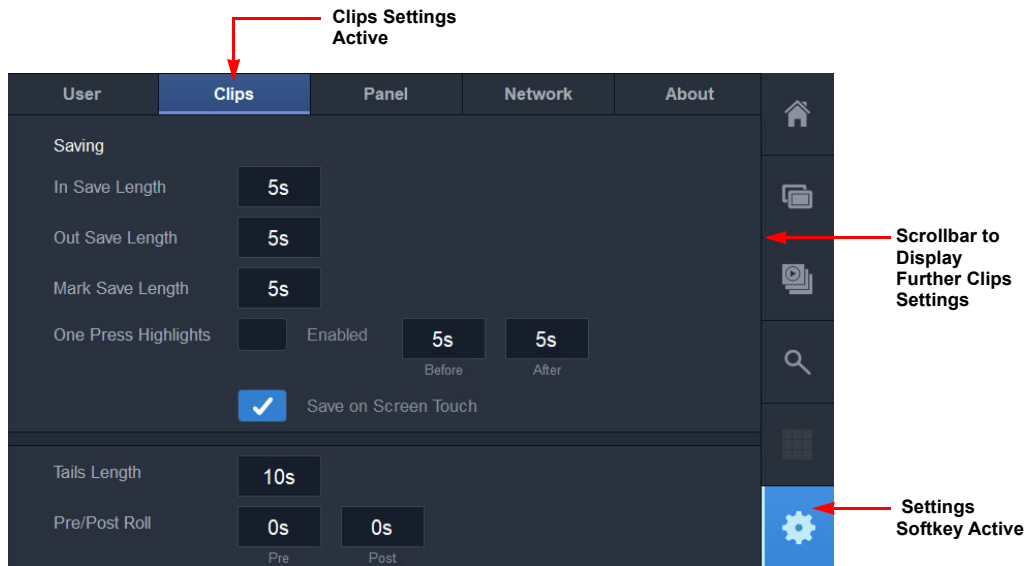 Clips Settings
Active
User Clips Panel Network About
Saving
In Save Length 5s
Out Save Length 5s
Scrollbar to
Display
Further Clips
Settings
Mark Save Length 5s
One Press Highlights Enabled 5s 5s
Before After
Save on Screen Touch
Tails Length 10s
Pre/Post Roll 0s 0s
Pre Post
Settings
Softkey Active